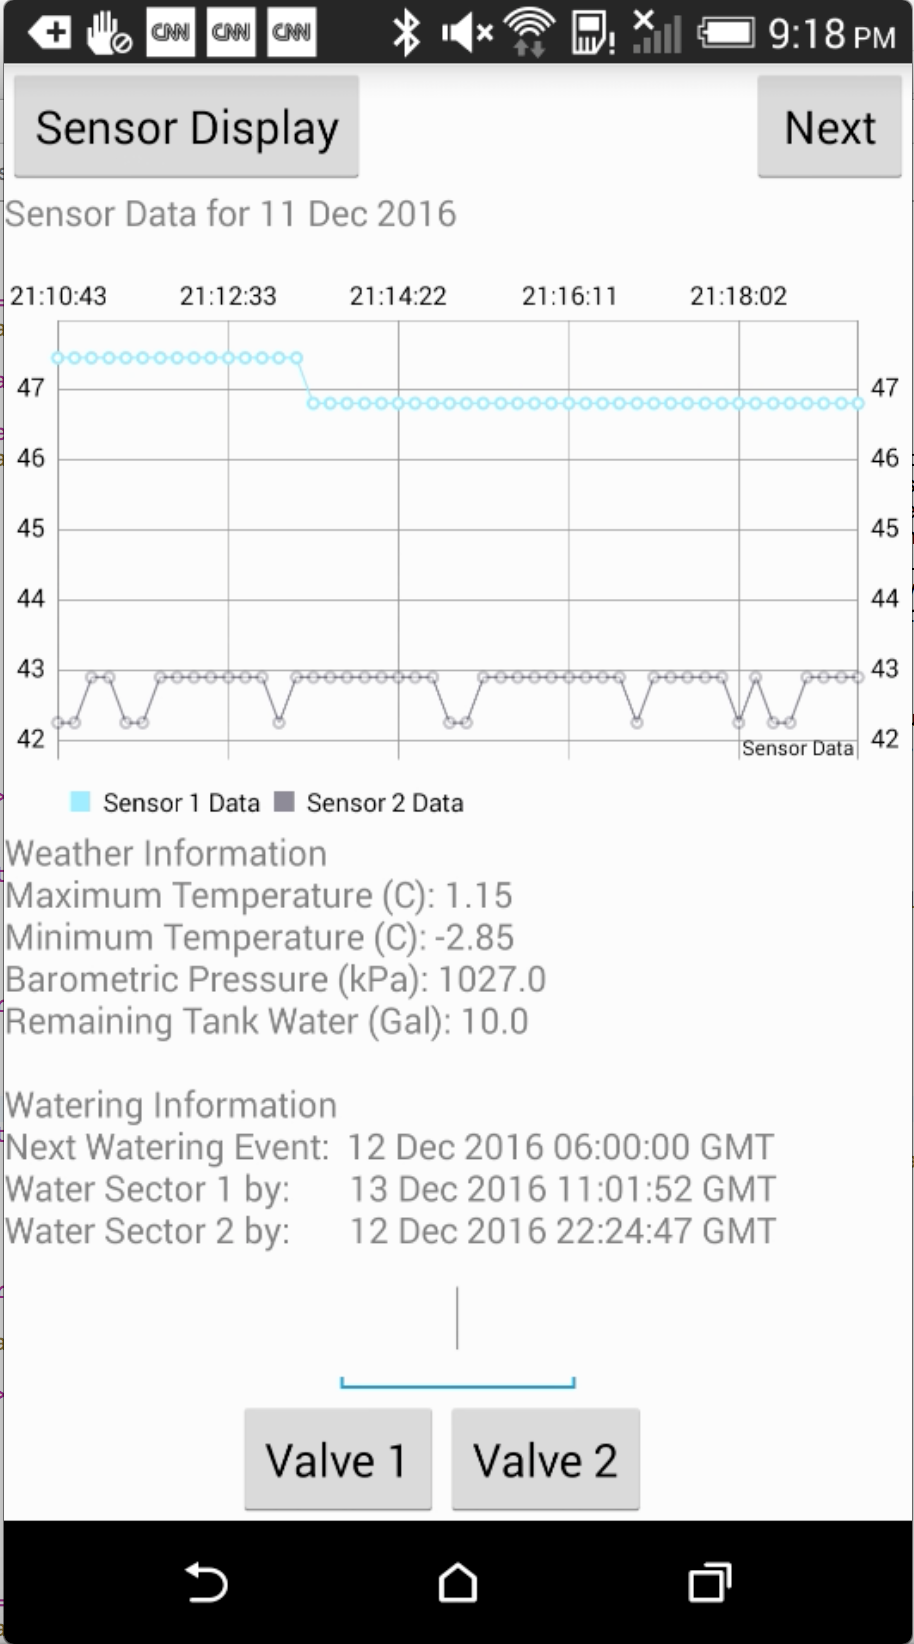 CNN CNN CNN 9:18 PM
Sensor Display Next
Sensor Data for 11 Dec 2016
21:10:43 21:12:33 21:14:22 21:16:11 21:18:02
47 47
46 46
45 45
44 44
43 43
42 42
Sensor Data
Sensor 1 Data Sensor 2 Data
Weather Information
Maximum Temperature (C): 1.15
Minimum Temperature (C): -2.85
Barometric Pressure (kPa): 1027.0
Remaining Tank Water (Gal): 10.0
Watering Information
Next Watering Event: 12 Dec 2016 06:00:00 GMT
Water Sector 1 by: 13 Dec 2016 11:01:52 GMT
Water Sector 2 by: 12 Dec 2016 22:24:47 GMT
Valve 1 Valve 2